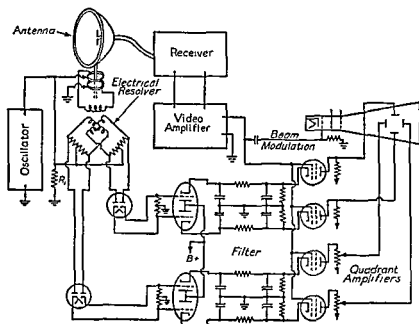 Antenna
Receiver
Electrical
Resolver
Oscillator
Video
Amplifier
Beam
Modulation
R₁
B+
Filter
Quadrant
Amplifiers